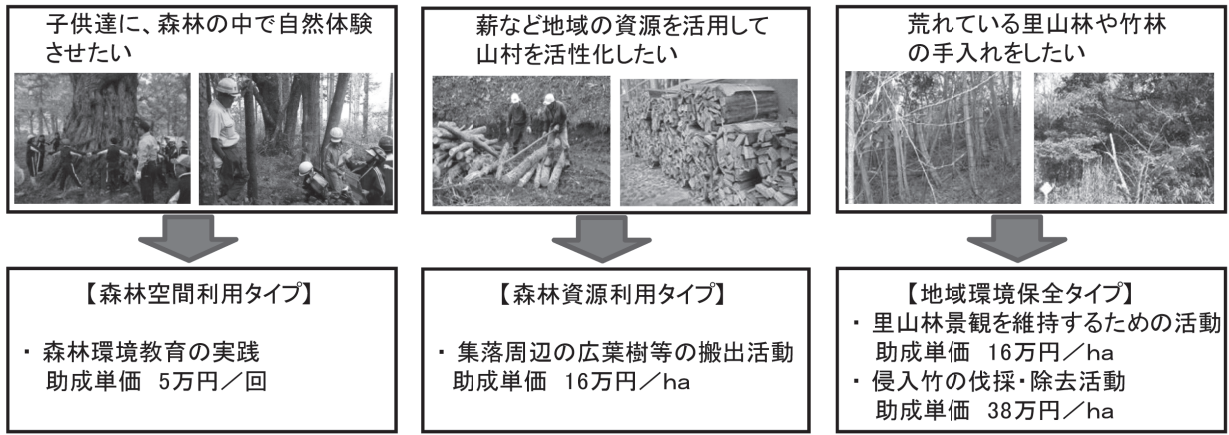 子供達に、森林の中で自然体験
させたい
薪など地域の資源を活用して
山村を活性化したい
荒れている里山林や竹林
の手入れをしたい
【森林空間利用タイプ】
・ 森林環境教育の実践
助成単価 5万円／回
【森林資源利用タイプ】
・ 集落周辺の広葉樹等の搬出活動
助成単価 16万円／ha
【地域環境保全タイプ】
・ 里山林景観を維持するための活動
助成単価 16万円／ha
・ 侵入竹の伐採・除去活動
助成単価 38万円／ha